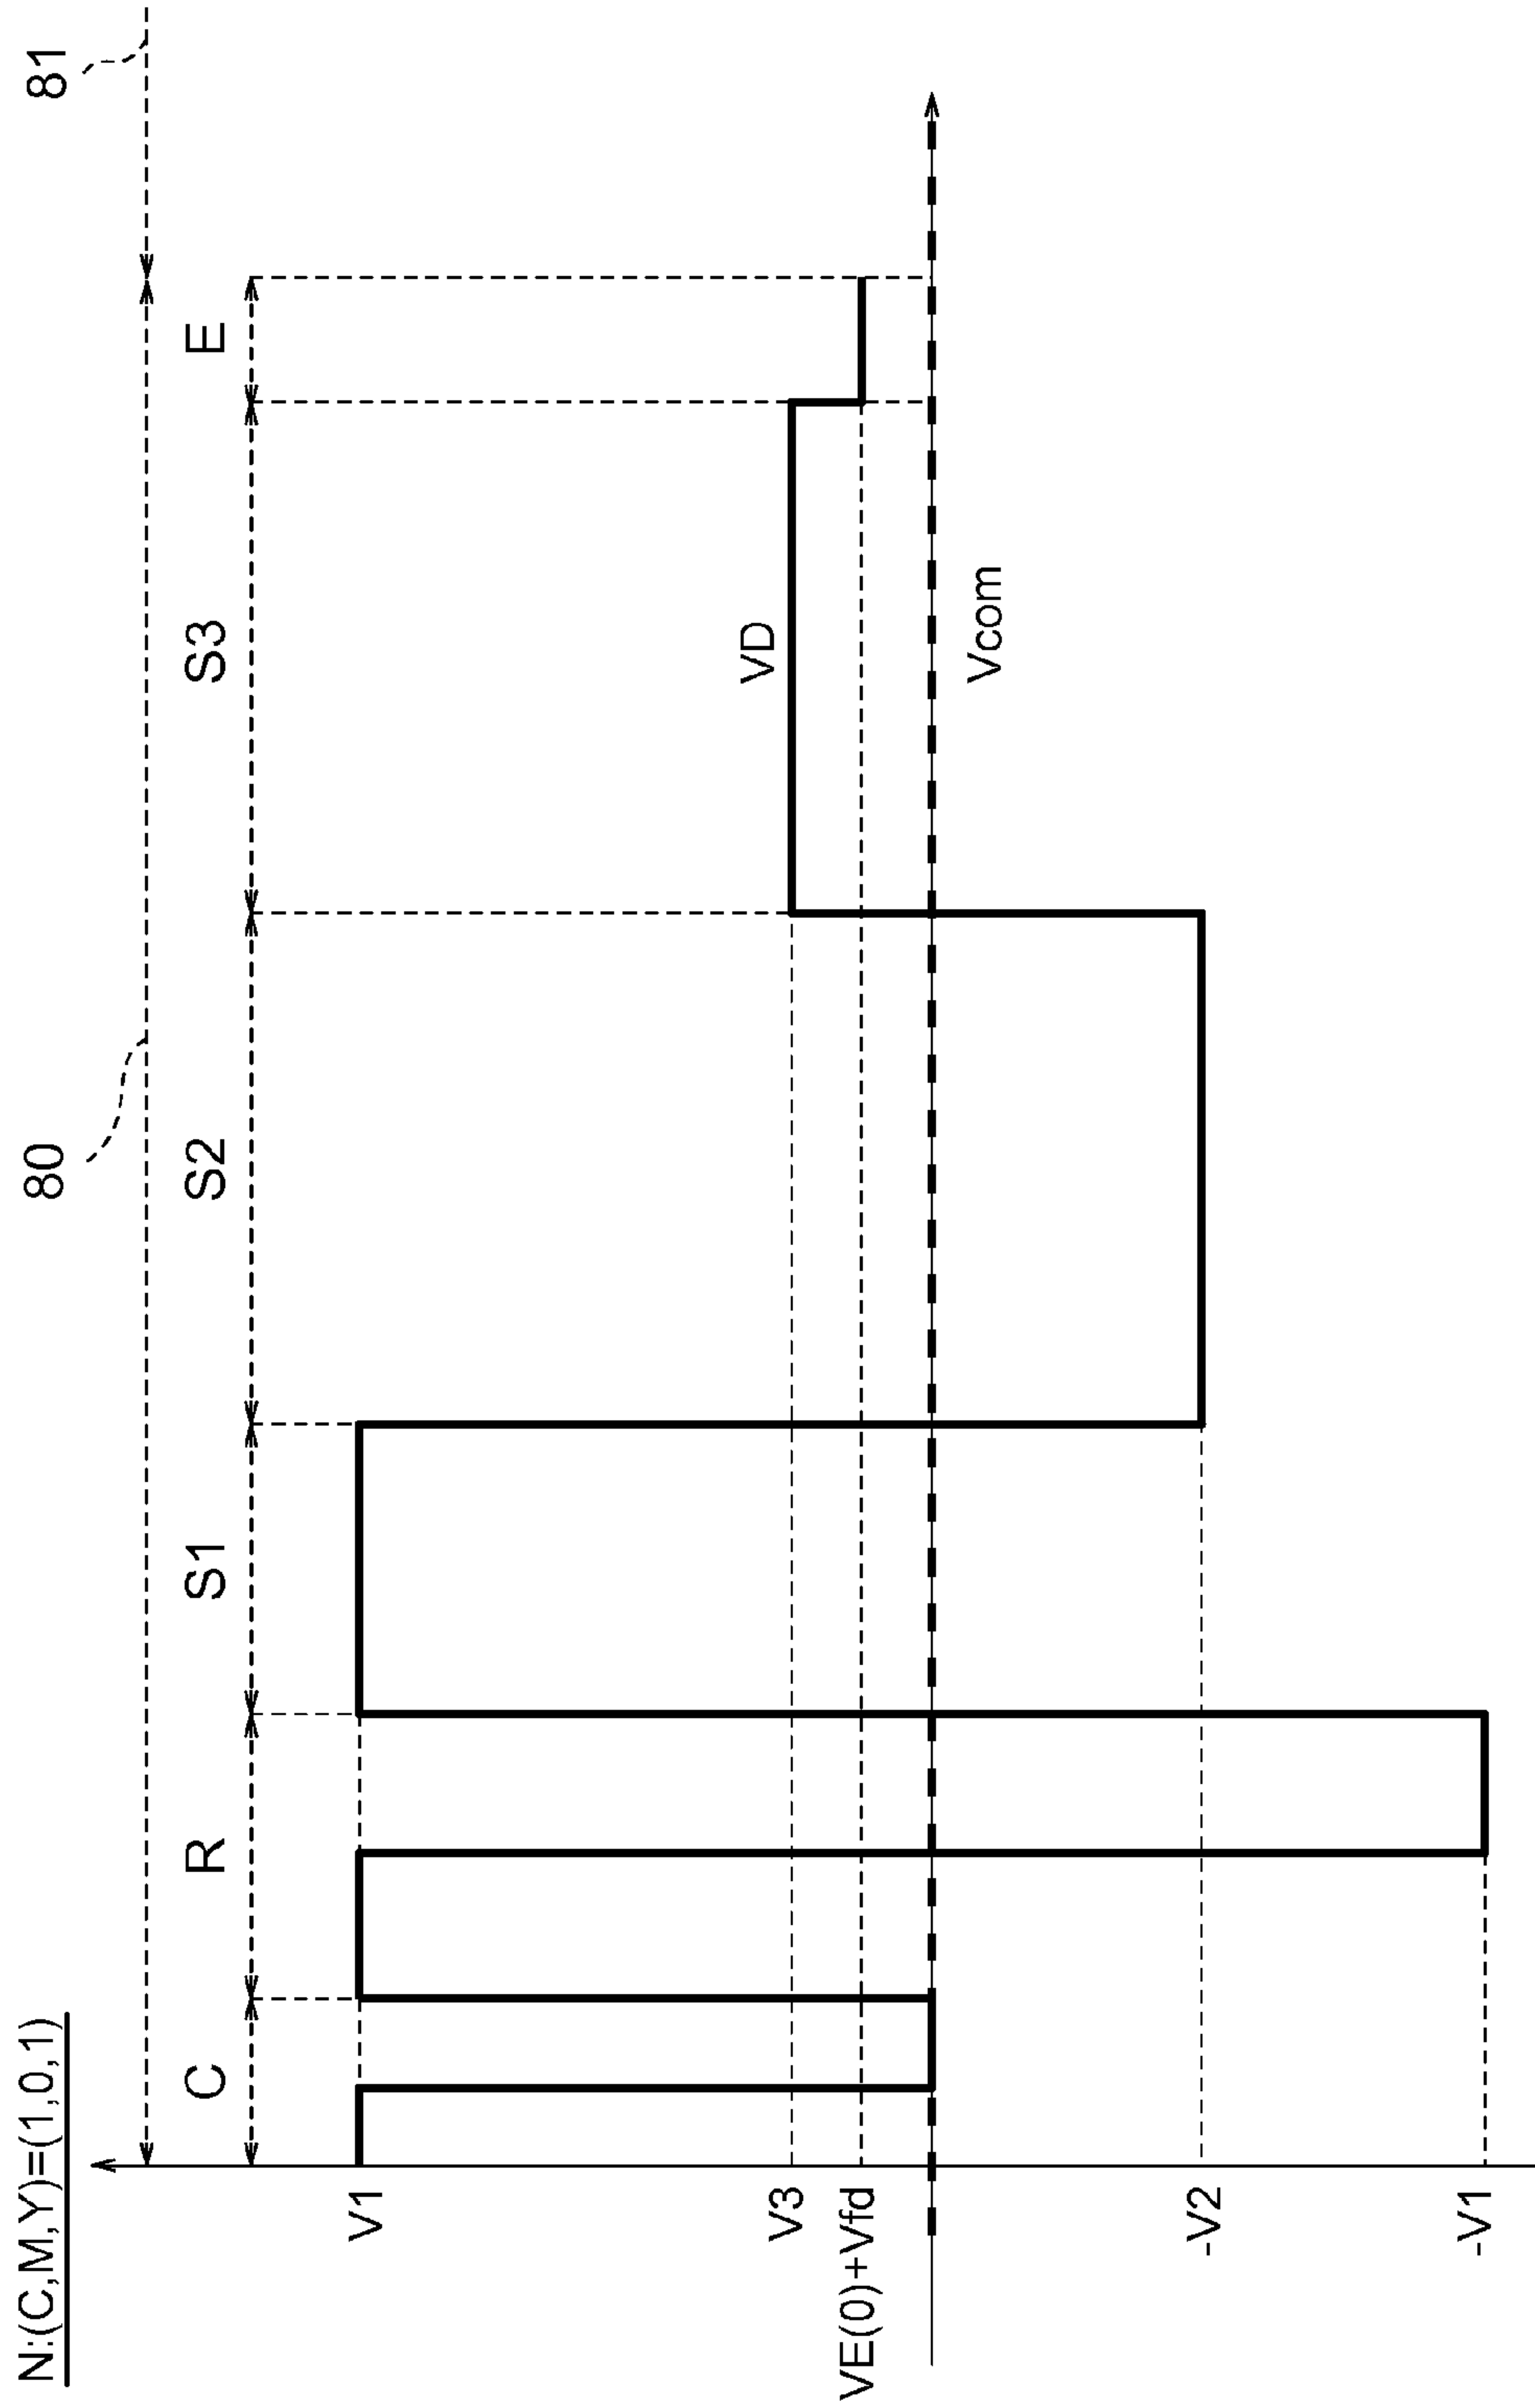 N:(C,M,Y)=(1,0,1)
80
81
C
R
S1
S2
S3
E
V1
V3
VD
VE(0)+Vfd
Vcom
-V2
-V1